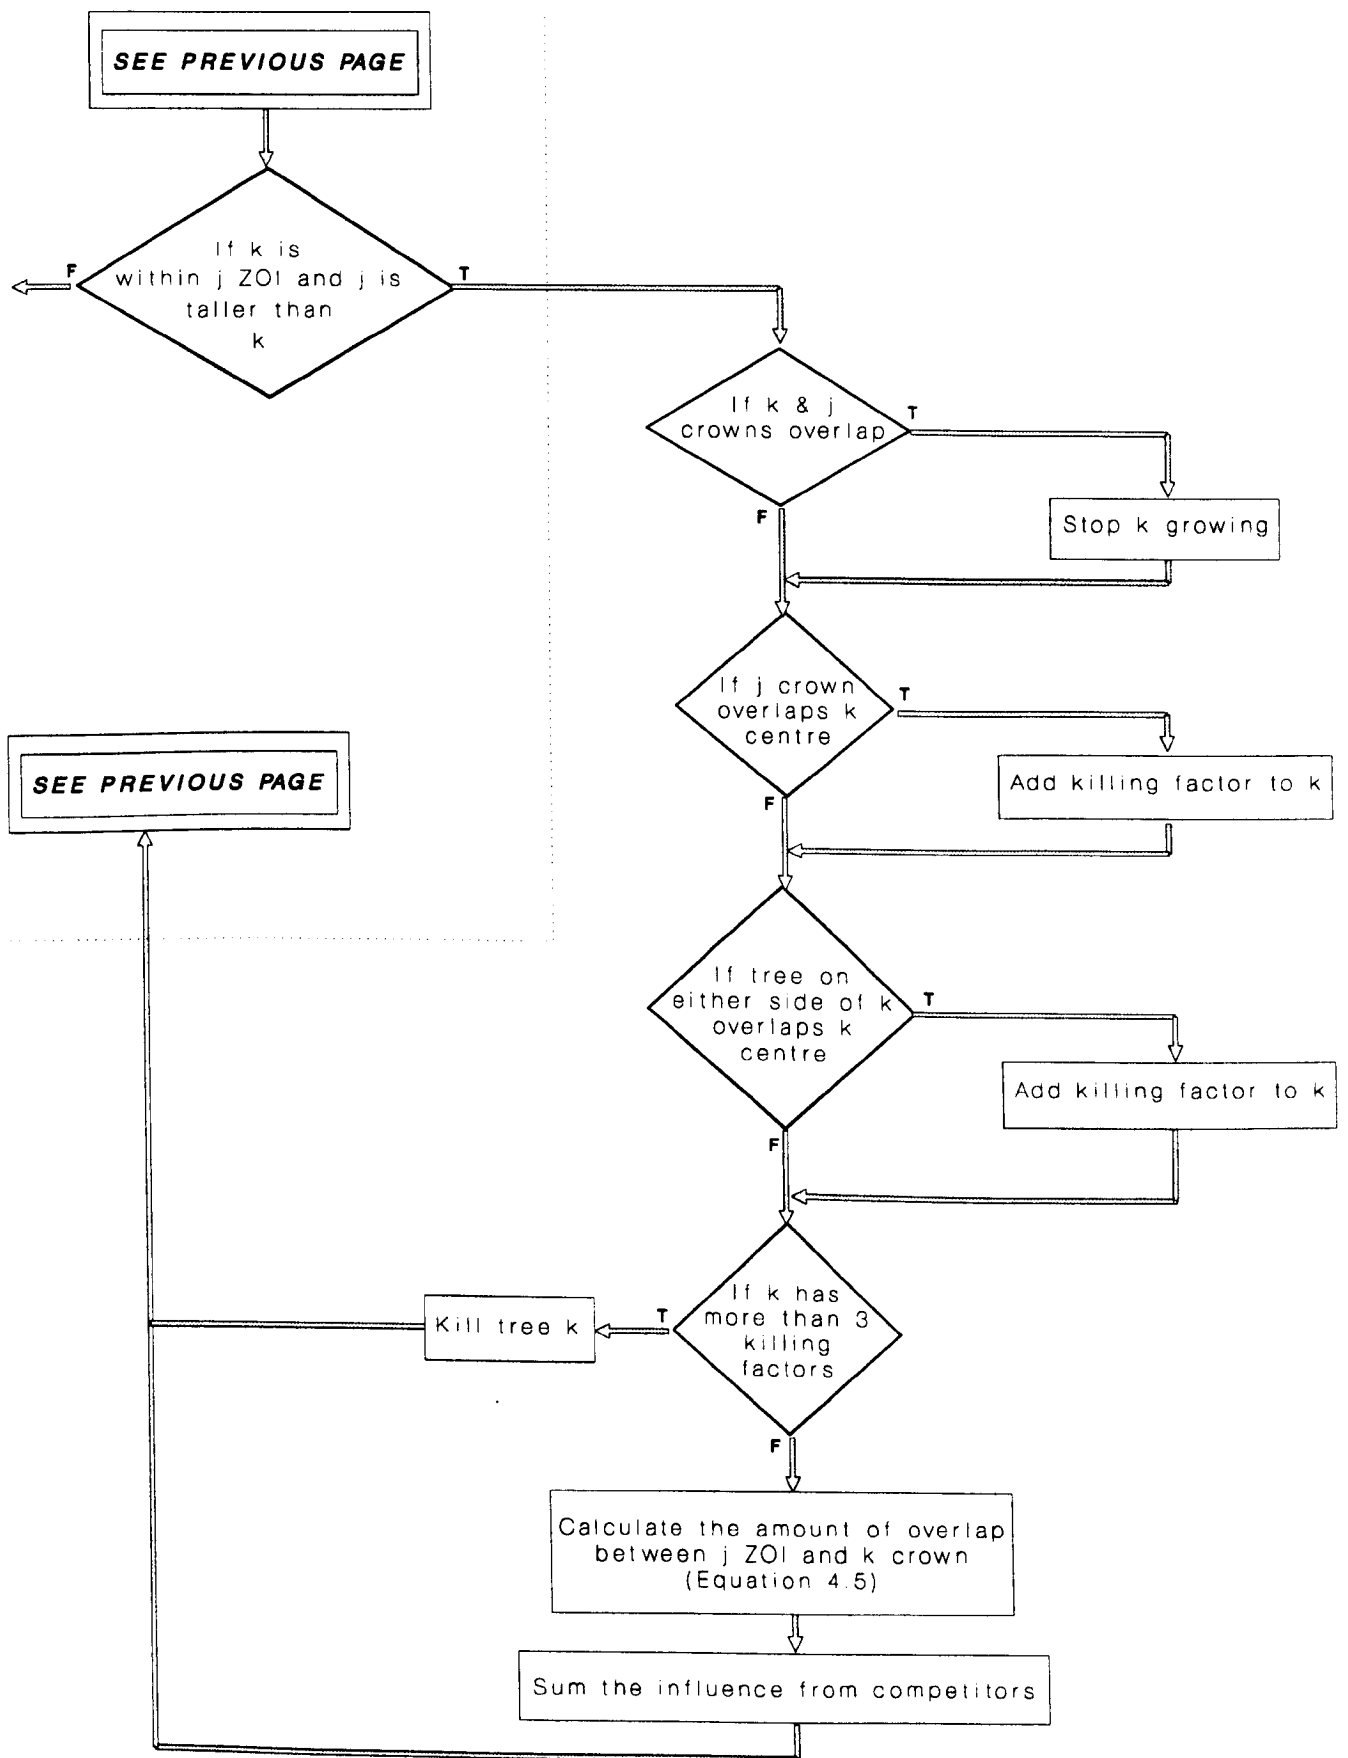 SEE PREVIOUS PAGE
If k is
within j ZOI and j is
taller than
k
F
T
If k & j
crowns overlap
T
F
Stop k growing
If j crown
overlaps k
centre
T
F
Add killing factor to k
SEE PREVIOUS PAGE
If tree on
either side of k
overlaps k
centre
T
F
Add killing factor to k
If k has
more than 3
killing
factors
T
F
Kill tree k
Calculate the amount of overlap
between j ZOI and k crown
(Equation 4.5)
Sum the influence from competitors